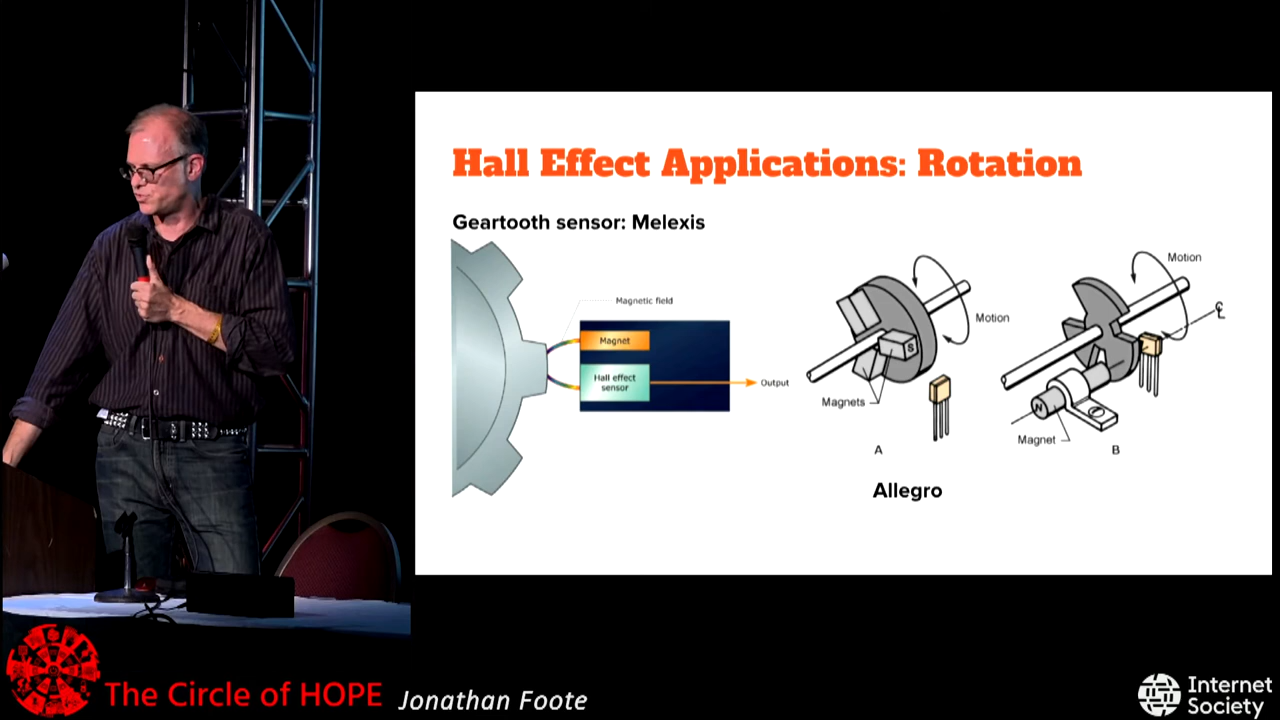 Hall Effect Applications: Rotation
Geartooth sensor: Melexis
Magnetic field
Magnet
Hall effect
sensor
Output
Motion
S
Magnets
A
Motion
℄
N
Magnet
B
Allegro
The Circle of HOPE
Jonathan Foote
Internet
Society